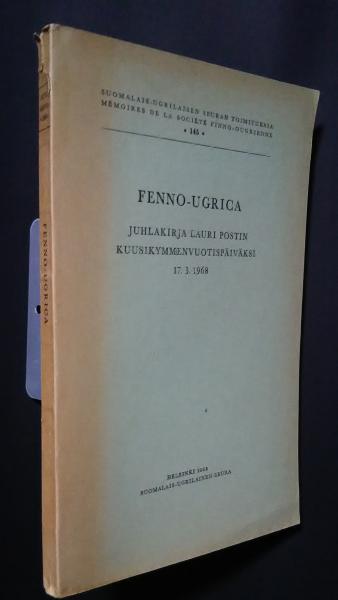 SUOMALAIS-UGRILAISEN SEURAN TOIMITUKSIA
MÉMOIRES DE LA SOCIÉTÉ FINNO-OUGRIENNE
• 145 •
FENNO-UGRICA
JUHLAKIRJA LAURI POSTIN
KUUSIKYMMENVUOTISPÄIVÄKSI
17. 3. 1968
HELSINKI 1968
SUOMALAIS-UGRILAINEN SEURA
FENNO-UGRICA